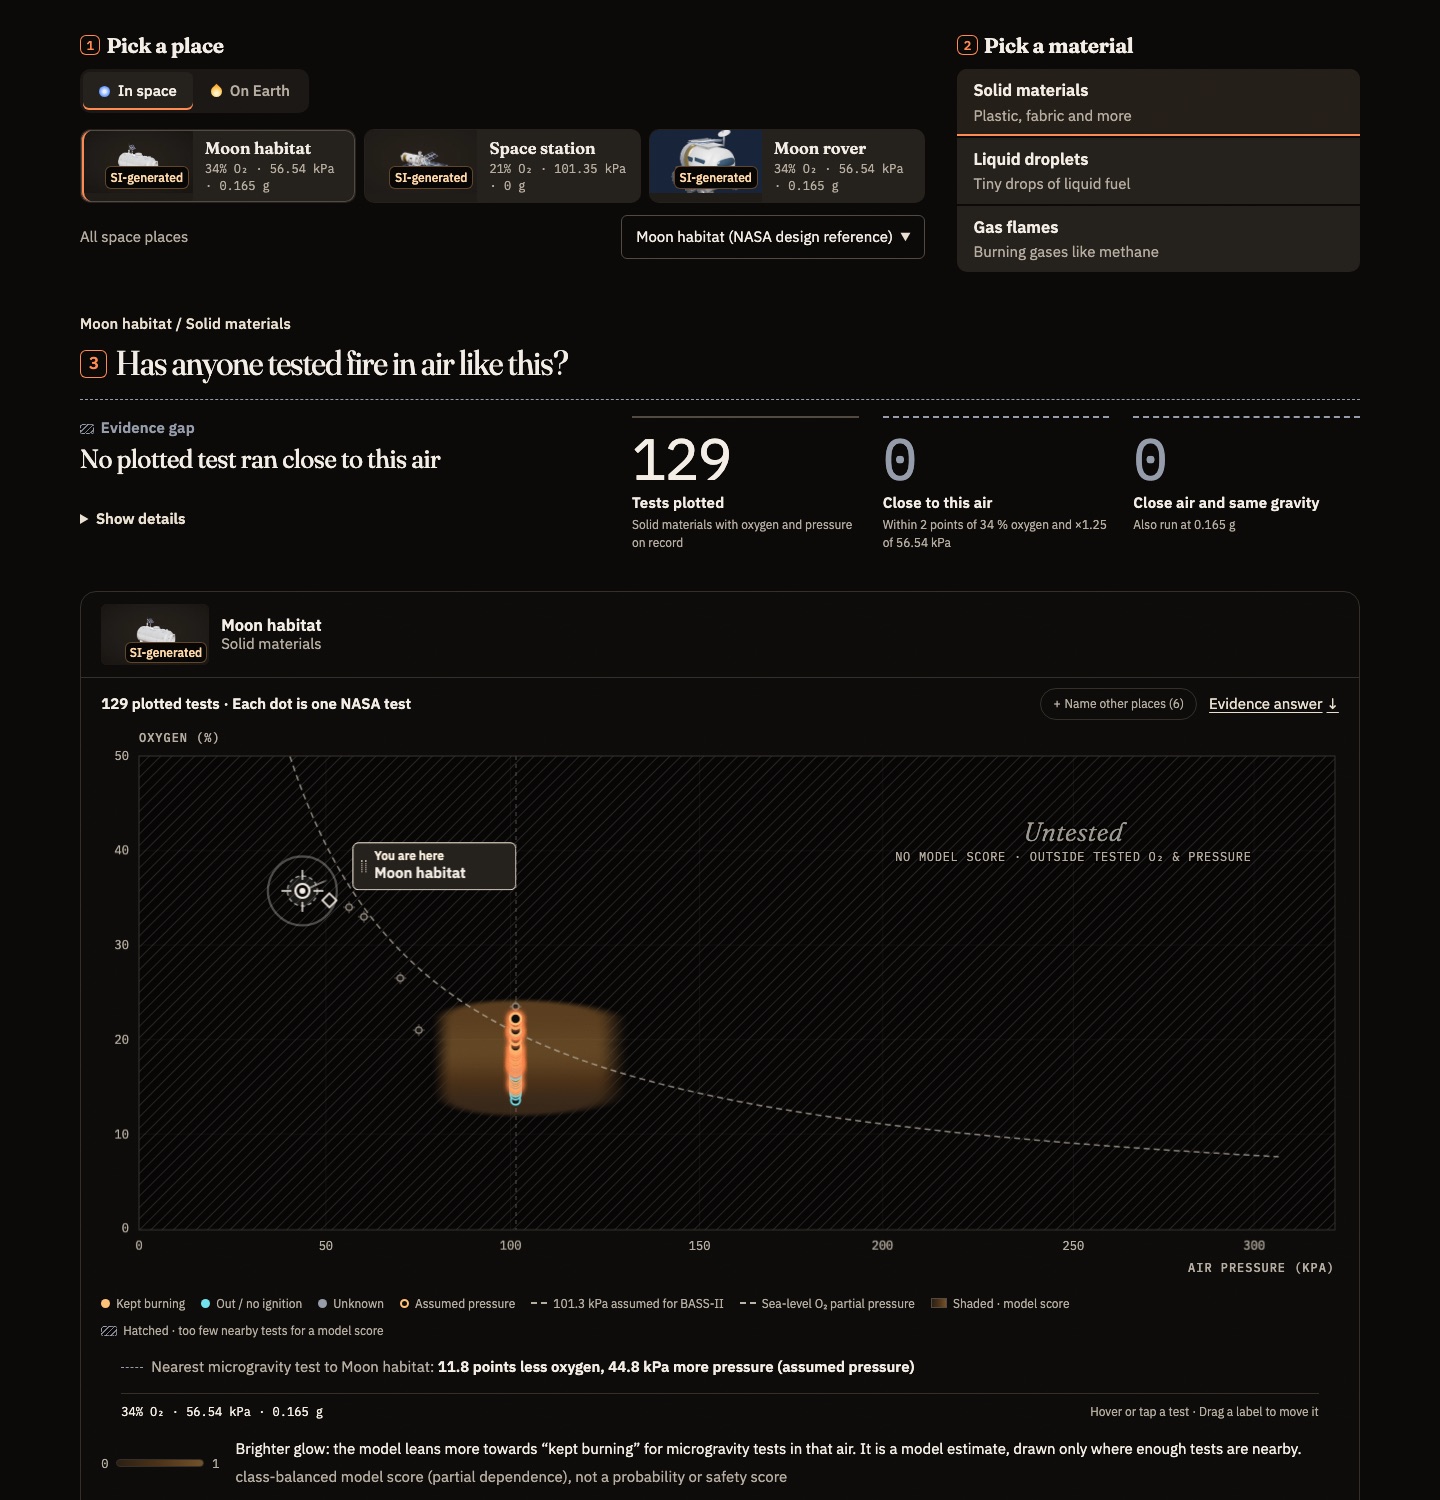 1 Pick a place
In space
On Earth
Moon habitat
34% O₂ · 56.54 kPa
· 0.165 g
SI-generated
Space station
21% O₂ · 101.35 kPa
· 0 g
SI-generated
Moon rover
34% O₂ · 56.54 kPa
· 0.165 g
SI-generated
All space places
Moon habitat (NASA design reference) ▼
2 Pick a material
Solid materials
Plastic, fabric and more
Liquid droplets
Tiny drops of liquid fuel
Gas flames
Burning gases like methane
Moon habitat / Solid materials
3 Has anyone tested fire in air like this?
Evidence gap
No plotted test ran close to this air
▶ Show details
129
Tests plotted
Solid materials with oxygen and pressure
on record
0
Close to this air
Within 2 points of 34 % oxygen and ×1.25
of 56.54 kPa
0
Close air and same gravity
Also run at 0.165 g
SI-generated
Moon habitat
Solid materials
129 plotted tests · Each dot is one NASA test
+ Name other places (6)
Evidence answer ↓
OXYGEN (%)
50
40
30
20
10
0
You are here
Moon habitat
Untested
NO MODEL SCORE · OUTSIDE TESTED O₂ & PRESSURE
0 50 100 150 200 250 300
AIR PRESSURE (KPA)
Kept burning
Out / no ignition
Unknown
Assumed pressure
101.3 kPa assumed for BASS-II
Sea-level O₂ partial pressure
Shaded · model score
Hatched · too few nearby tests for a model score
Nearest microgravity test to Moon habitat: 11.8 points less oxygen, 44.8 kPa more pressure (assumed pressure)
34% O₂ · 56.54 kPa · 0.165 g
Hover or tap a test · Drag a label to move it
0 1
Brighter glow: the model leans more towards “kept burning” for microgravity tests in that air. It is a model estimate, drawn only where enough tests are nearby.
class-balanced model score (partial dependence), not a probability or safety score